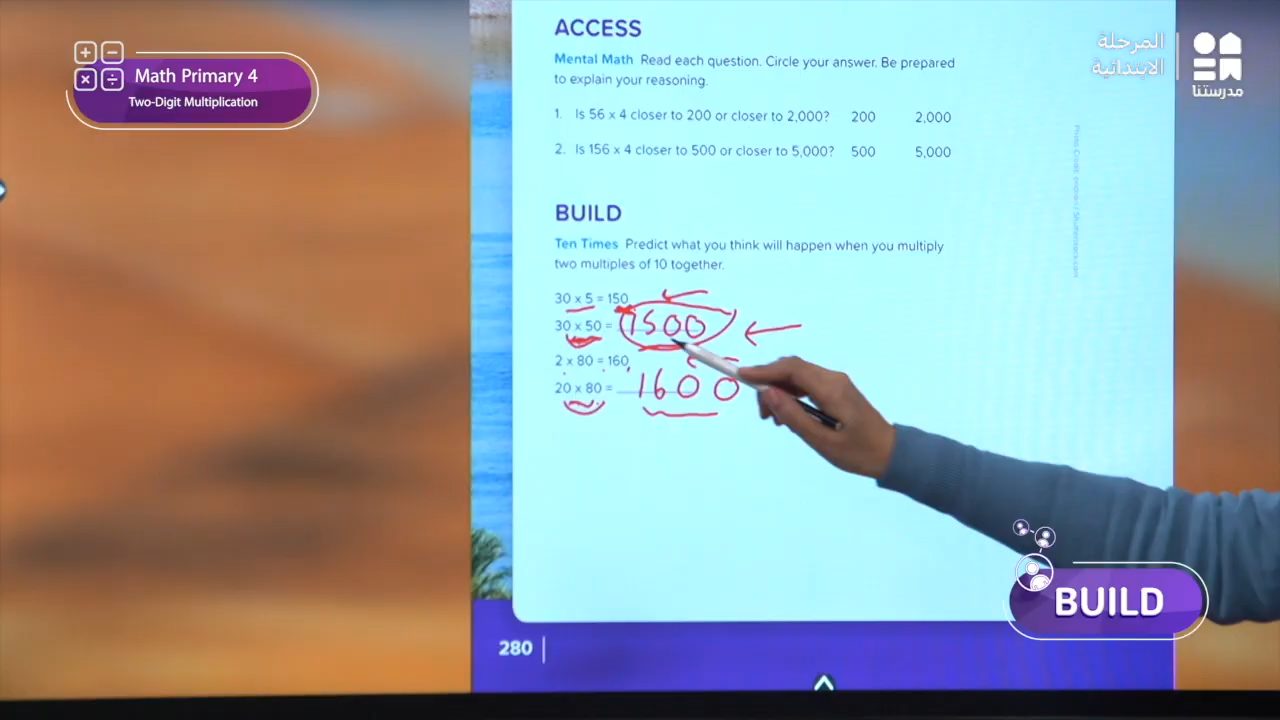 Math Primary 4
Two-Digit Multiplication
المرحلة
الابتدائية
مدرستنا
ACCESS
Mental Math Read each question. Circle your answer. Be prepared
to explain your reasoning.
1. Is 56 x 4 closer to 200 or closer to 2,000? 200 2,000
2. Is 156 x 4 closer to 500 or closer to 5,000? 500 5,000
BUILD
Ten Times Predict what you think will happen when you multiply
two multiples of 10 together.
30 x 5 = 150
30 x 50 = 1500
2 x 80 = 160
20 x 80 = 1600
280
BUILD